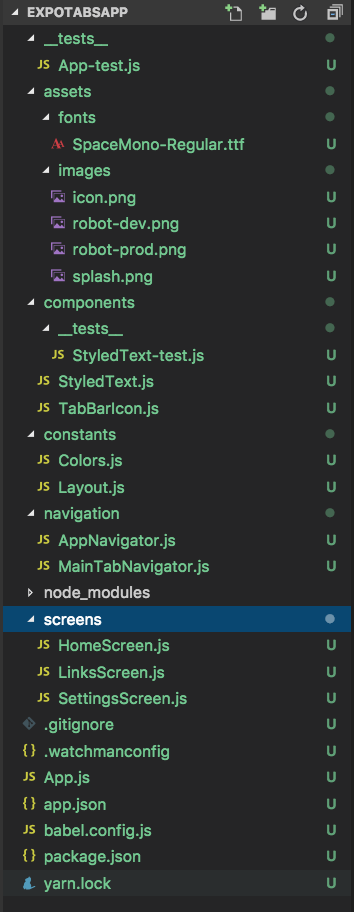 EXPOTABSAPP
__tests__
JS App-test.js U
assets
fonts
A SpaceMono-Regular.ttf U
images
icon.png U
robot-dev.png U
robot-prod.png U
splash.png U
components
__tests__
JS StyledText-test.js U
JS StyledText.js U
JS TabBarIcon.js U
constants
JS Colors.js U
JS Layout.js U
navigation
JS AppNavigator.js U
JS MainTabNavigator.js U
node_modules
screens
JS HomeScreen.js U
JS LinksScreen.js U
JS SettingsScreen.js U
.gitignore U
{ } .watchmanconfig U
JS App.js U
{ } app.json U
JS babel.config.js U
{ } package.json U
yarn.lock U